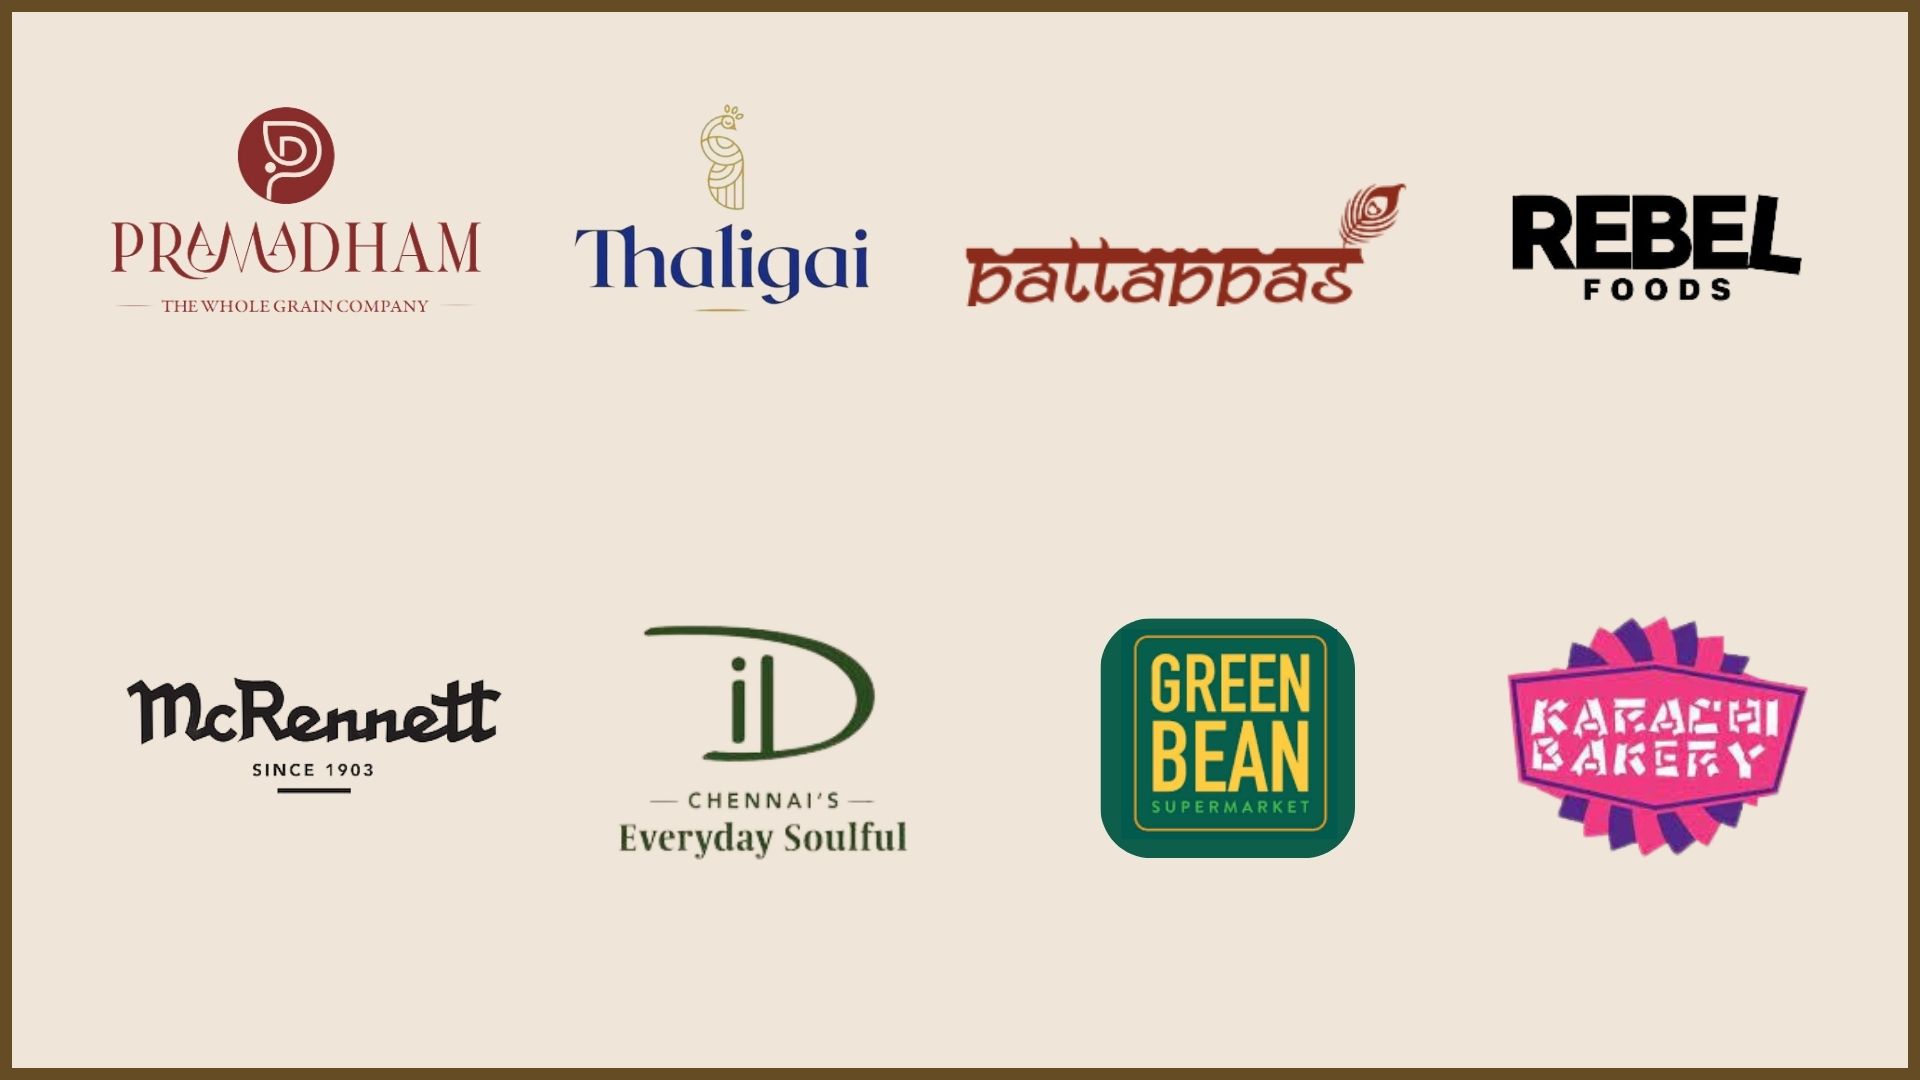 PRAMADHAM
THE WHOLE GRAIN COMPANY
Thaligai
pattappas
REBEL
FOODS
McRennett
SINCE 1903
iD
CHENNAI'S
Everyday Soulful
GREEN
BEAN
SUPERMARKET
KARACHI
BAKERY